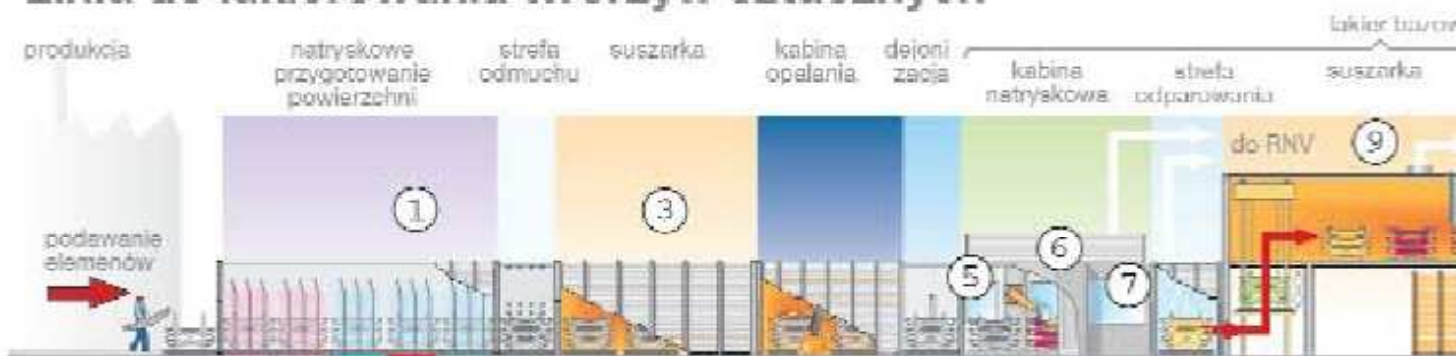 produkcja
natryskowe
przygotowanie
powierzchni
strefa
odmuchu
suszarka
kabina
opalania
dejoni
zacja
lakier
kabina
natryskowa
strefa
odparowania
suszarka
do RNV
9
1
3
podawanie
elemenów
5
6
7